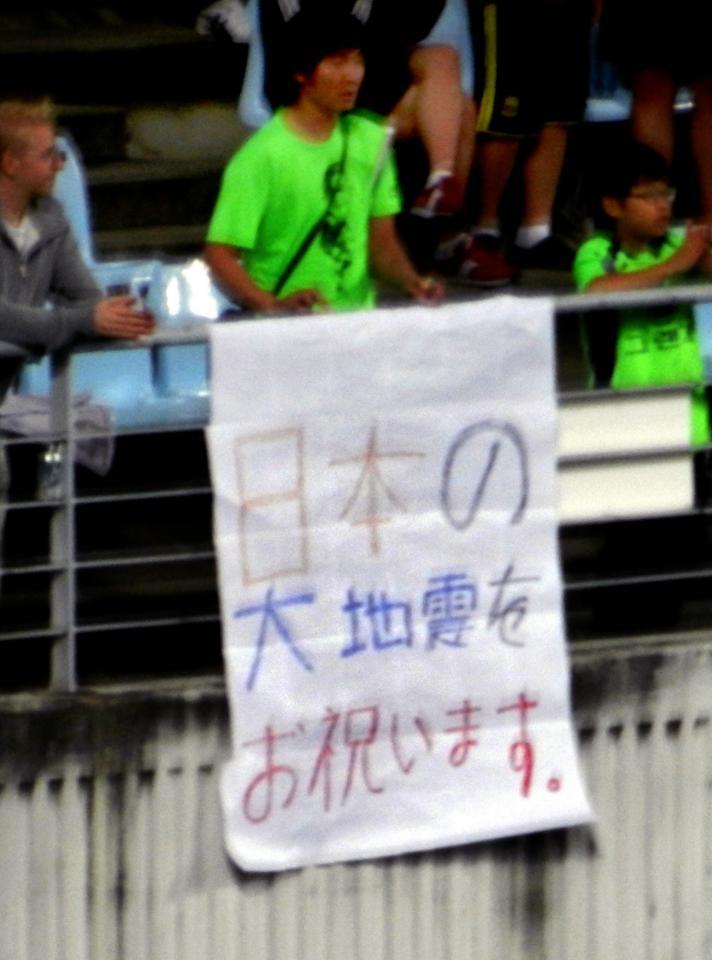 日本の
大地震を
お祝います。